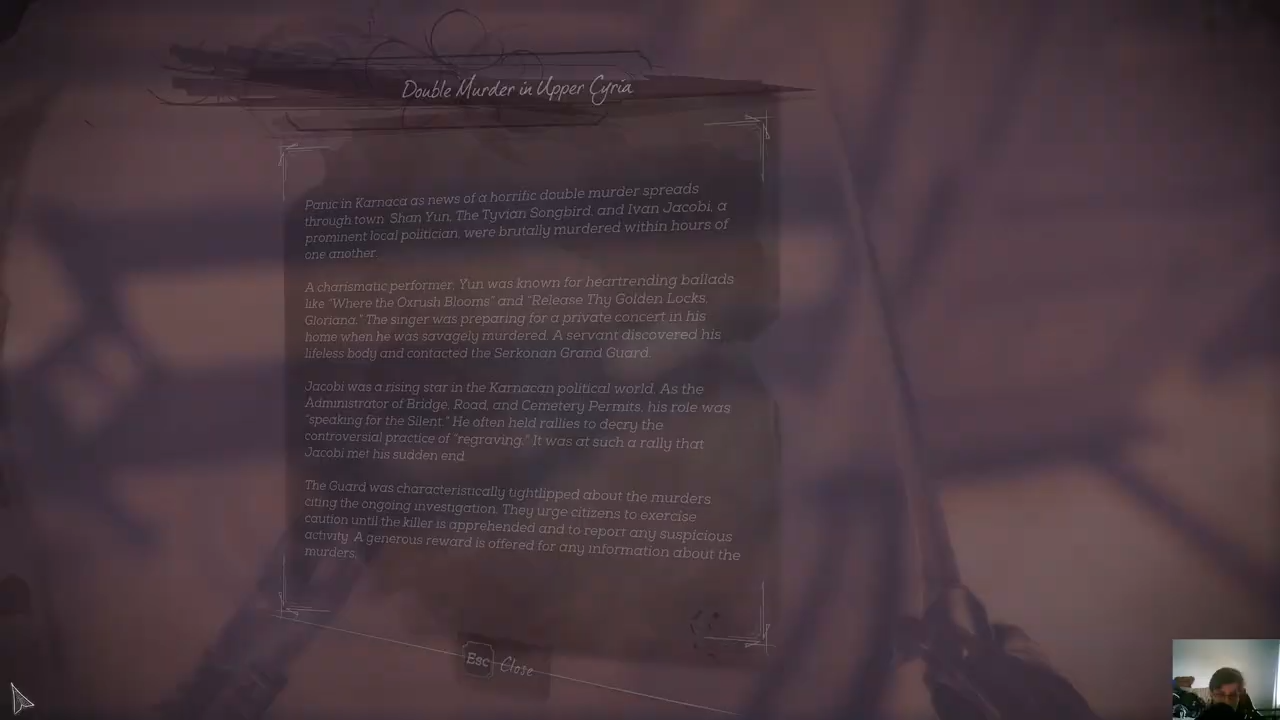 Double Murder in Upper Cyria
Panic in Karnaca as news of a horrific double murder spreads
through town. Shan Yun, The Tyvian Songbird, and Ivan Jacobi, a
prominent local politician, were brutally murdered within hours of
one another.
A charismatic performer, Yun was known for heartrending ballads
like "Where the Oxrush Blooms" and "Release Thy Golden Locks,
Gloriana." The singer was preparing for a private concert in his
home when he was savagely murdered. A servant discovered his
lifeless body and contacted the Serkonan Grand Guard.
Jacobi was a rising star in the Karnacan political world. As the
Administrator of Bridge, Road, and Cemetery Permits, his role was
"speaking for the Silent." He often held rallies to decry the
controversial practice of "regraving." It was at such a rally that
Jacobi met his sudden end.
The Guard was characteristically tightlipped about the murders
citing the ongoing investigation. They urge citizens to exercise
caution until the killer is apprehended and to report any suspicious
activity. A generous reward is offered for any information about the
murders.
Esc Close